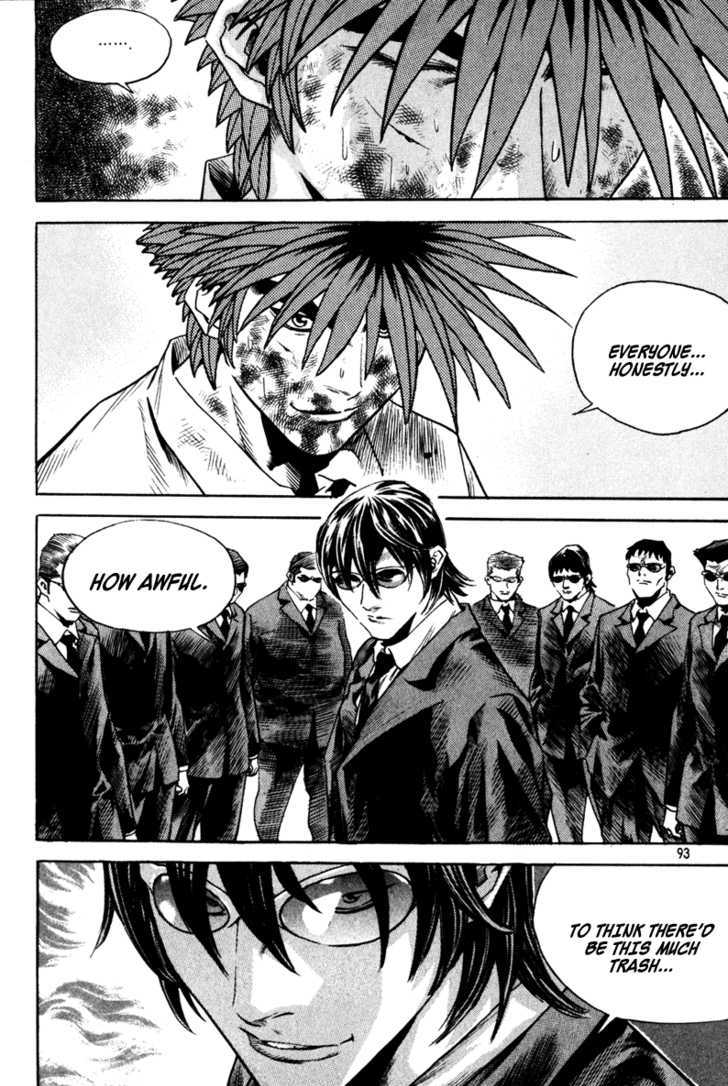 .......
EVERYONE...
HONESTLY...
HOW AWFUL.
93
TO THINK THERE'D
BE THIS MUCH
TRASH...